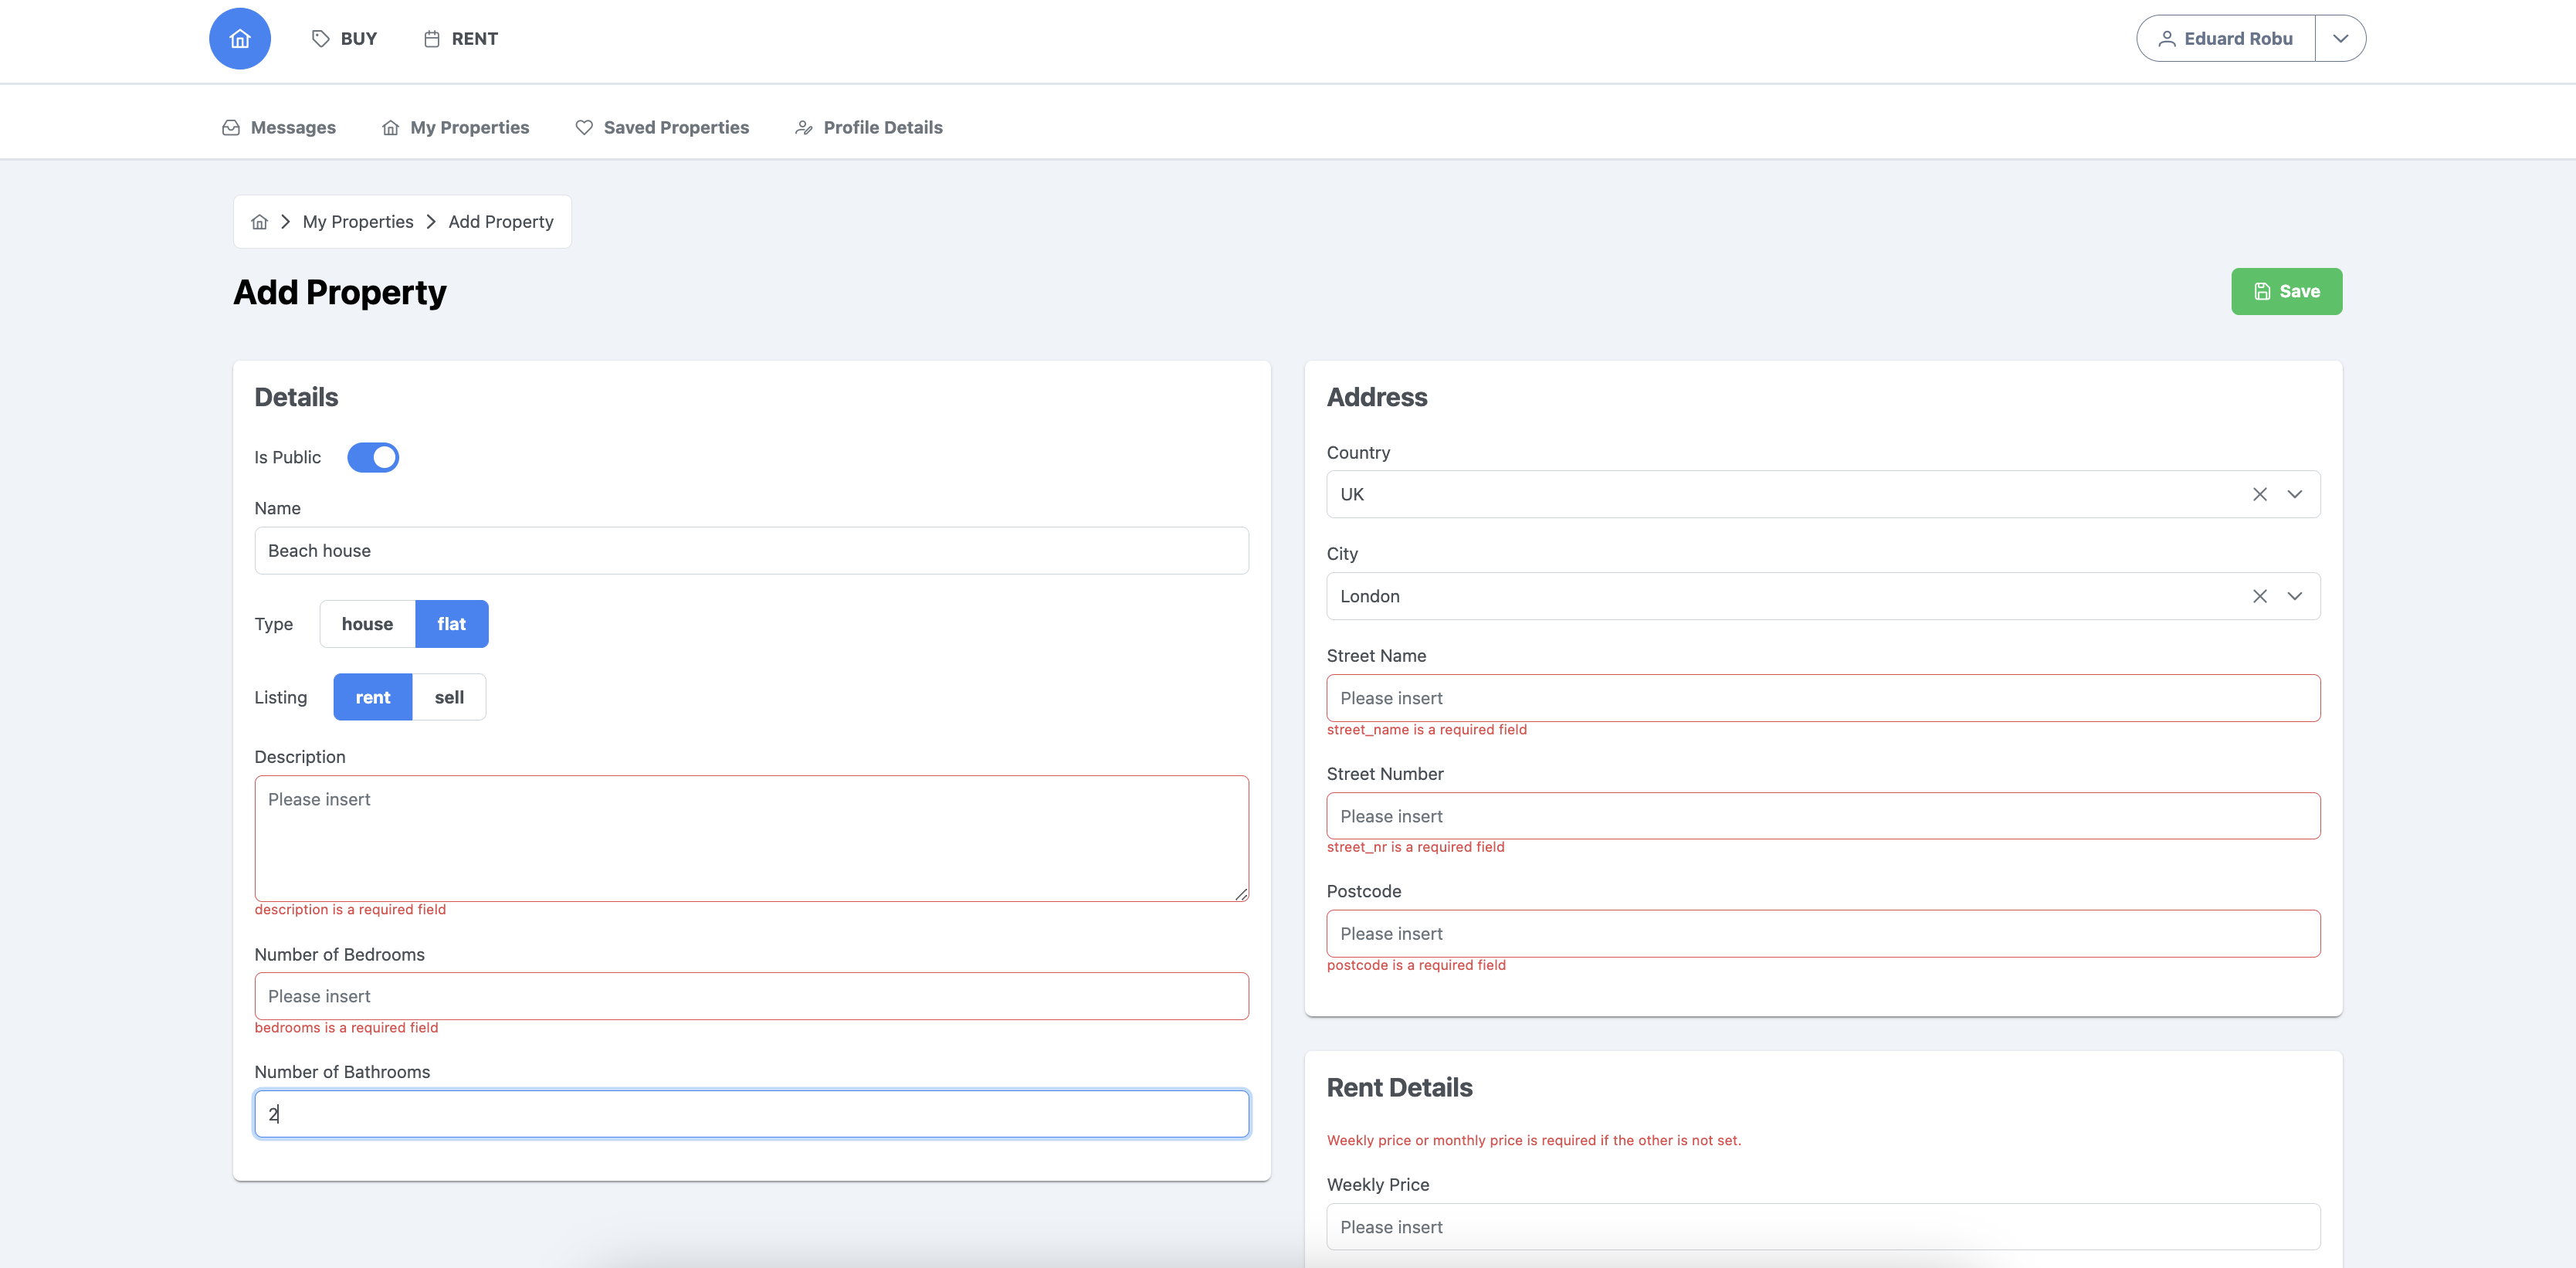 BUY
RENT
Eduard Robu
Messages
My Properties
Saved Properties
Profile Details
My Properties
Add Property
Add Property
Save
Details
Is Public
Name
Beach house
Type
house
flat
Listing
rent
sell
Description
Please insert
description is a required field
Number of Bedrooms
Please insert
bedrooms is a required field
Number of Bathrooms
2
Address
Country
UK
City
London
Street Name
Please insert
street_name is a required field
Street Number
Please insert
street_nr is a required field
Postcode
Please insert
postcode is a required field
Rent Details
Weekly price or monthly price is required if the other is not set.
Weekly Price
Please insert